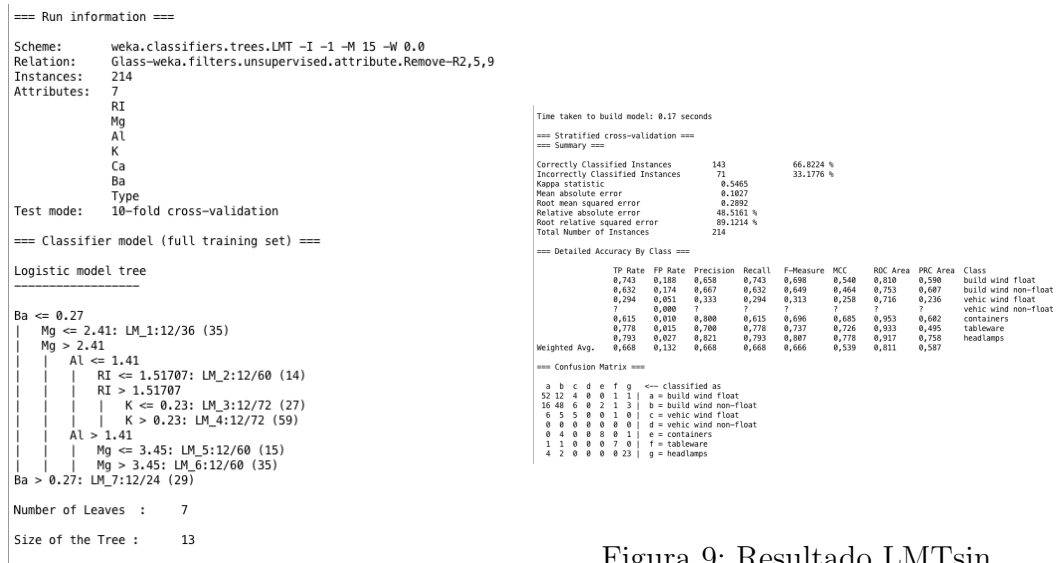 === Run information ===
Scheme: weka.classifiers.trees.LMT -I -1 -M 15 -W 0.0
Relation: Glass-weka.filters.unsupervised.attribute.Remove-R2,5,9
Instances: 214
Attributes: 7
RI
Mg
Al
K
Ca
Ba
Type
Test mode: 10-fold cross-validation
=== Classifier model (full training set) ===
Logistic model tree
------------------
Ba <= 0.27
| Mg <= 2.41: LM_1:12/36 (35)
| Mg > 2.41
| | Al <= 1.41
| | | RI <= 1.51707: LM_2:12/60 (14)
| | | RI > 1.51707
| | | | K <= 0.23: LM_3:12/72 (27)
| | | | K > 0.23: LM_4:12/72 (59)
| | Al > 1.41
| | | Mg <= 3.45: LM_5:12/60 (15)
| | | Mg > 3.45: LM_6:12/60 (35)
Ba > 0.27: LM_7:12/24 (29)
Number of Leaves : 7
Size of the Tree : 13
Time taken to build model: 0.17 seconds
=== Stratified cross-validation ===
=== Summary ===
Correctly Classified Instances 143 66.8224 %
Incorrectly Classified Instances 71 33.1776 %
Kappa statistic 0.5465
Mean absolute error 0.1027
Root mean squared error 0.2892
Relative absolute error 48.5161 %
Root relative squared error 89.1214 %
Total Number of Instances 214
=== Detailed Accuracy By Class ===
TP Rate FP Rate Precision Recall F-Measure MCC ROC Area PRC Area Class
0,743 0,188 0,658 0,743 0,698 0,540 0,810 0,590 build wind float
0,632 0,174 0,667 0,632 0,649 0,464 0,753 0,607 build wind non-float
0,294 0,051 0,333 0,294 0,313 0,258 0,716 0,236 vehic wind float
? 0,000 ? ? ? ? ? ? vehic wind non-float
0,615 0,010 0,800 0,615 0,696 0,685 0,953 0,602 containers
0,778 0,015 0,700 0,778 0,737 0,726 0,933 0,495 tableware
0,793 0,027 0,821 0,793 0,807 0,778 0,917 0,758 headlamps
Weighted Avg. 0,668 0,132 0,668 0,668 0,666 0,539 0,811 0,587
=== Confusion Matrix ===
a b c d e f g <-- classified as
52 12 4 0 0 1 1 | a = build wind float
16 48 6 0 2 1 3 | b = build wind non-float
6 5 5 0 0 1 0 | c = vehic wind float
0 0 0 0 0 0 0 | d = vehic wind non-float
0 4 0 0 8 0 1 | e = containers
1 1 0 0 0 7 0 | f = tableware
4 2 0 0 0 0 23 | g = headlamps
Figura 9: Resultado LMTsin